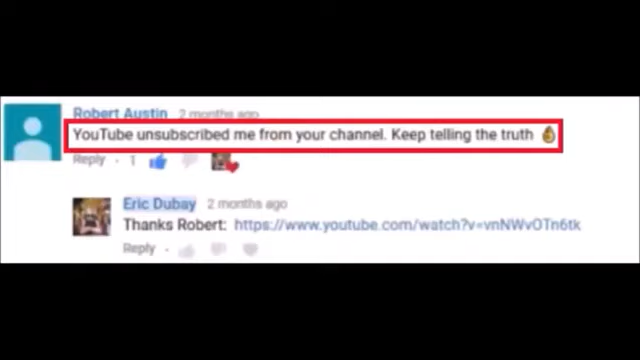 Robert Austin 2 months ago
YouTube unsubscribed me from your channel. Keep telling the truth 👌
Reply · 1
Eric Dubay 2 months ago
Thanks Robert: https://www.youtube.com/watch?v=vnNWvOTn6tk
Reply ·